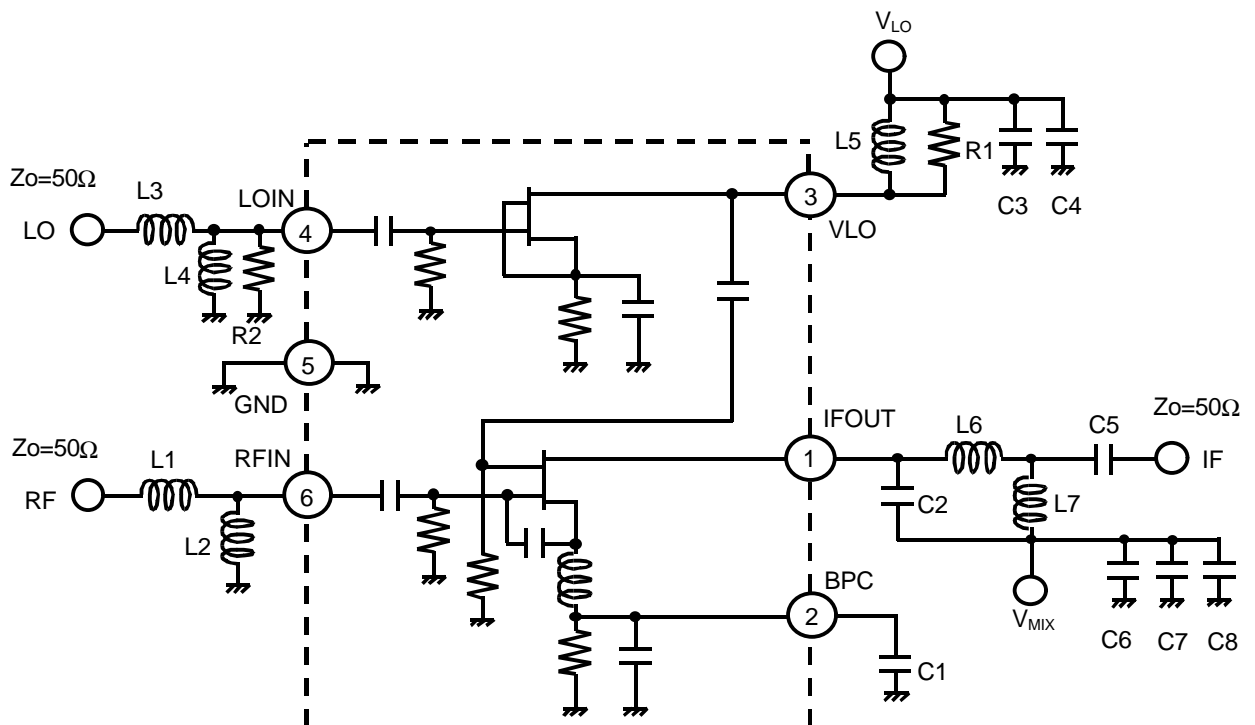 V_LO
L5
R1
C3
C4
Zo=50Ω
L3
LOIN
LO
4
3
VLO
L4
R2
5
GND
Zo=50Ω
L1
RFIN
RF
6
L2
IFOUT
1
L6
C5
Zo=50Ω
IF
C2
L7
BPC
2
V_MIX
C6
C7
C8
C1